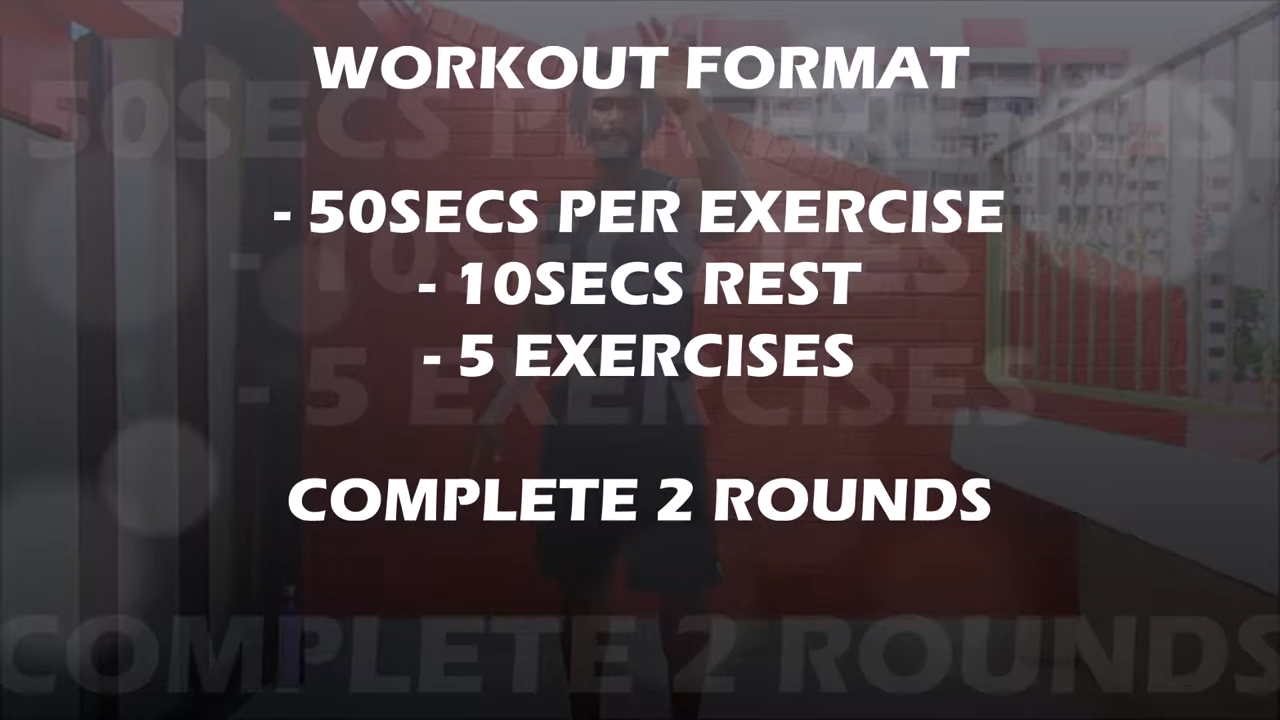 WORKOUT FORMAT
- 50SECS PER EXERCISE
- 10SECS REST
- 5 EXERCISES
COMPLETE 2 ROUNDS